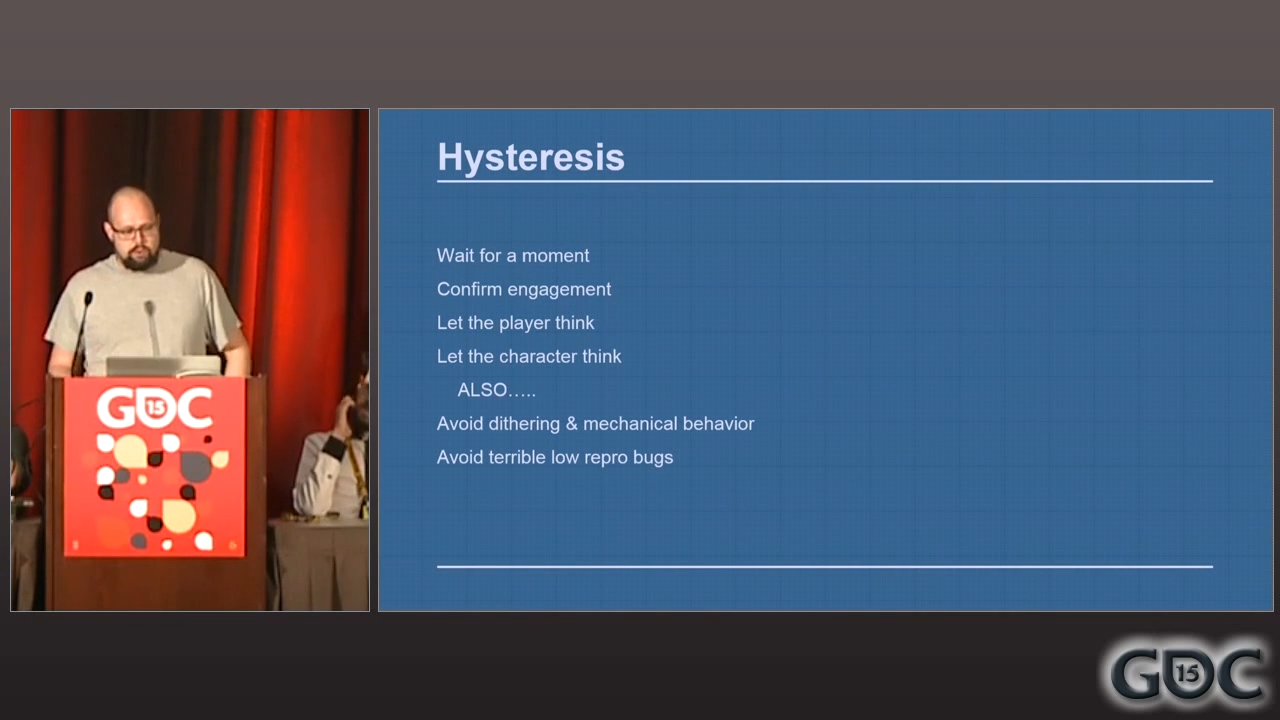 Hysteresis
Wait for a moment
Confirm engagement
Let the player think
Let the character think
ALSO…..
Avoid dithering & mechanical behavior
Avoid terrible low repro bugs
GDC
15
GDC
15